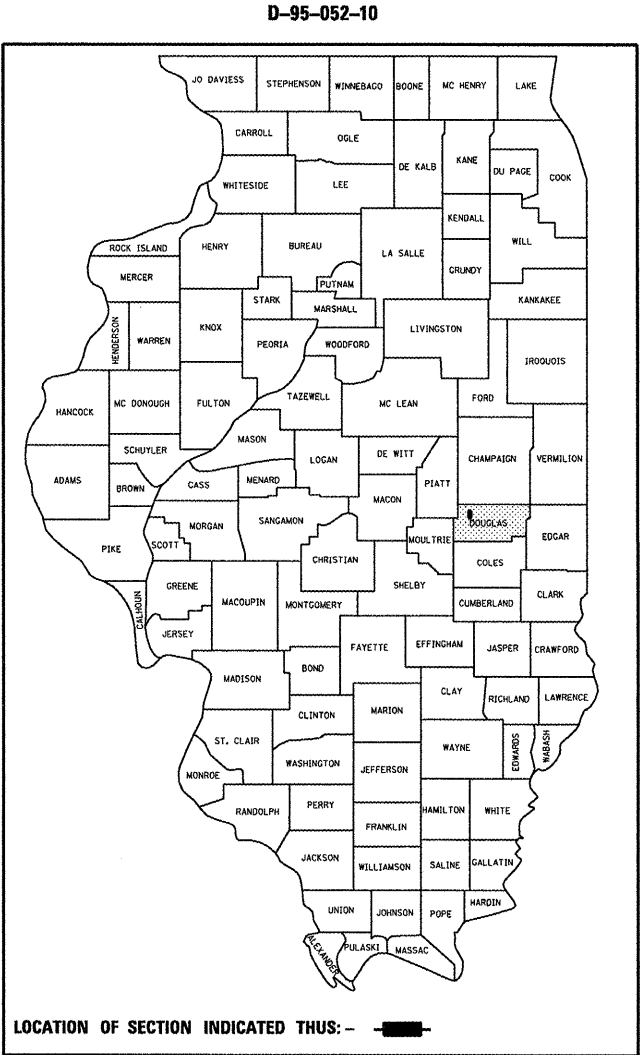 D-95-052-10
JO DAVIESS STEPHENSON WINNEBAGO BOONE MC HENRY LAKE
CARROLL OGLE DE KALB KANE DU PAGE COOK
WHITESIDE LEE KENDALL
ROCK ISLAND HENRY BUREAU LA SALLE WILL
GRUNDY
MERCER PUTNAM
STARK MARSHALL KANKAKEE
HENDERSON WARREN KNOX PEORIA WOODFORD LIVINGSTON IROQUOIS
HANCOCK MC DONOUGH FULTON TAZEWELL MC LEAN FORD
SCHUYLER MASON LOGAN DE WITT CHAMPAIGN VERMILION
ADAMS BROWN CASS MENARD MACON PIATT
PIKE SCOTT MORGAN SANGAMON MOULTRIE DOUGLAS EDGAR
CHRISTIAN COLES
CALHOUN GREENE MACOUPIN MONTGOMERY SHELBY CUMBERLAND CLARK
JERSEY FAYETTE EFFINGHAM JASPER CRAWFORD
MADISON BOND CLAY RICHLAND LAWRENCE
CLINTON MARION
ST. CLAIR WAYNE EDWARDS WABASH
MONROE WASHINGTON JEFFERSON
RANDOLPH PERRY HAMILTON WHITE
FRANKLIN
JACKSON WILLIAMSON SALINE GALLATIN
UNION JOHNSON POPE HARDIN
ALEXANDER PULASKI MASSAC
LOCATION OF SECTION INDICATED THUS: -